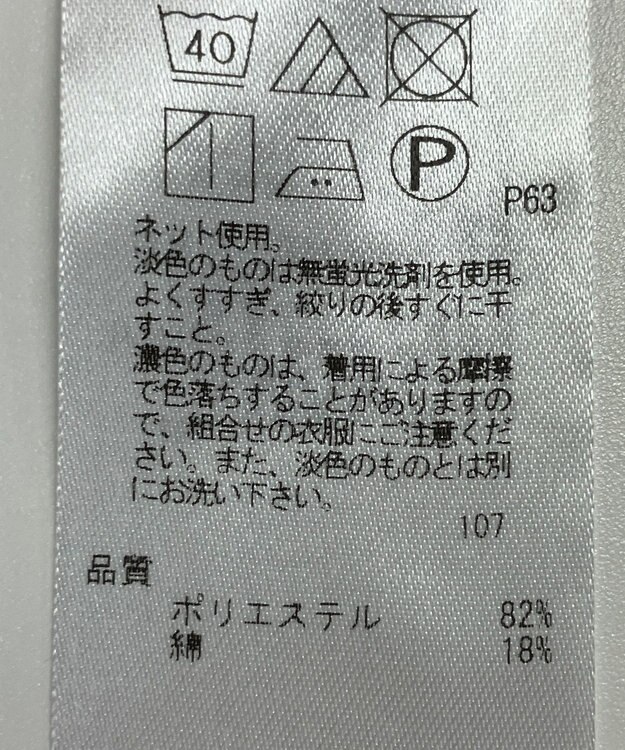 40
P
P63
ネット使用。
淡色のものは無蛍光洗剤を使用。
よくすすぎ、絞りの後すぐに干
すこと。
濃色のものは、着用による摩擦
で色落ちすることがありますの
で、組合せの衣服にご注意くだ
さい。また、淡色のものとは別
にお洗い下さい。
107
品質
ポリエステル 82%
綿 18%